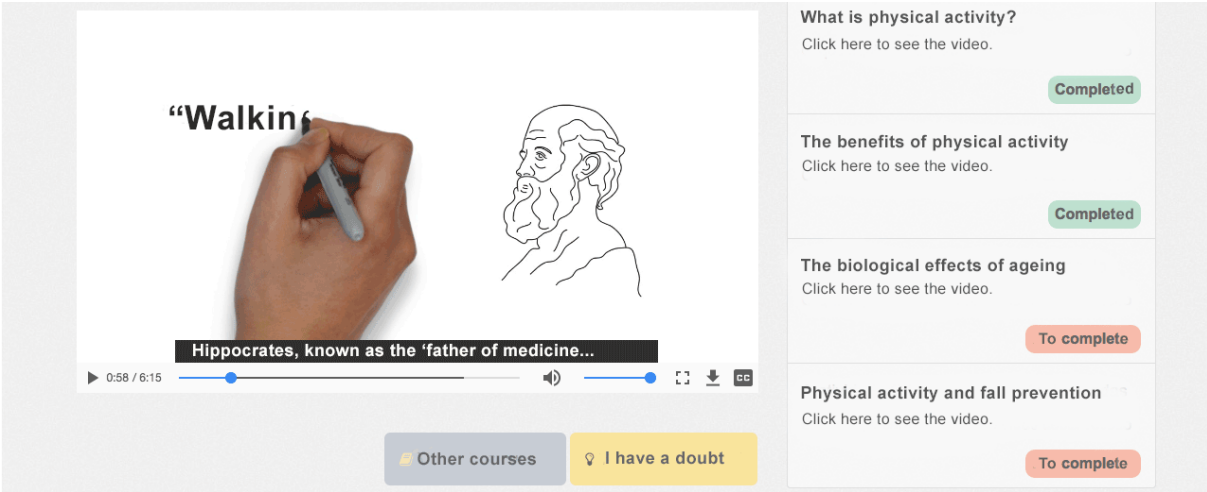 “Walkin
Hippocrates, known as the ‘father of medicine...
0:58 / 6:15
CC
Other courses
I have a doubt
What is physical activity?
Click here to see the video.
Completed
The benefits of physical activity
Click here to see the video.
Completed
The biological effects of ageing
Click here to see the video.
To complete
Physical activity and fall prevention
Click here to see the video.
To complete